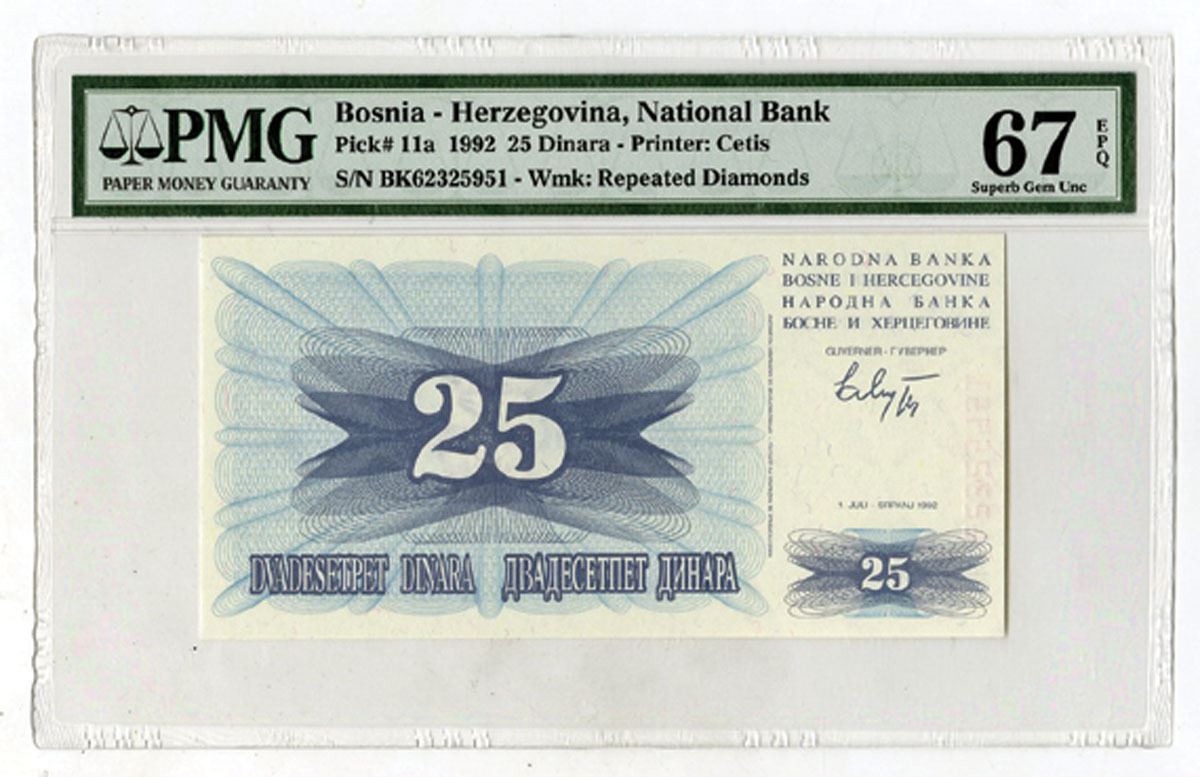 PMG
PAPER MONEY GUARANTY
Bosnia - Herzegovina, National Bank
Pick# 11a 1992 25 Dinara - Printer: Cetis
S/N BK62325951 - Wmk: Repeated Diamonds
67
EPQ
Superb Gem Unc
NARODNA BANKA
BOSNE I HERCEGOVINE
НАРОДНА БАНКА
БОСНЕ И ХЕРЦЕГОВИНЕ
GUVERNER - ГУВЕРНЕР
25
1. JULI - SRPANJ 1992
25
DVADESETPET DINARA ДВАДЕСЕТПЕТ ДИНАРА